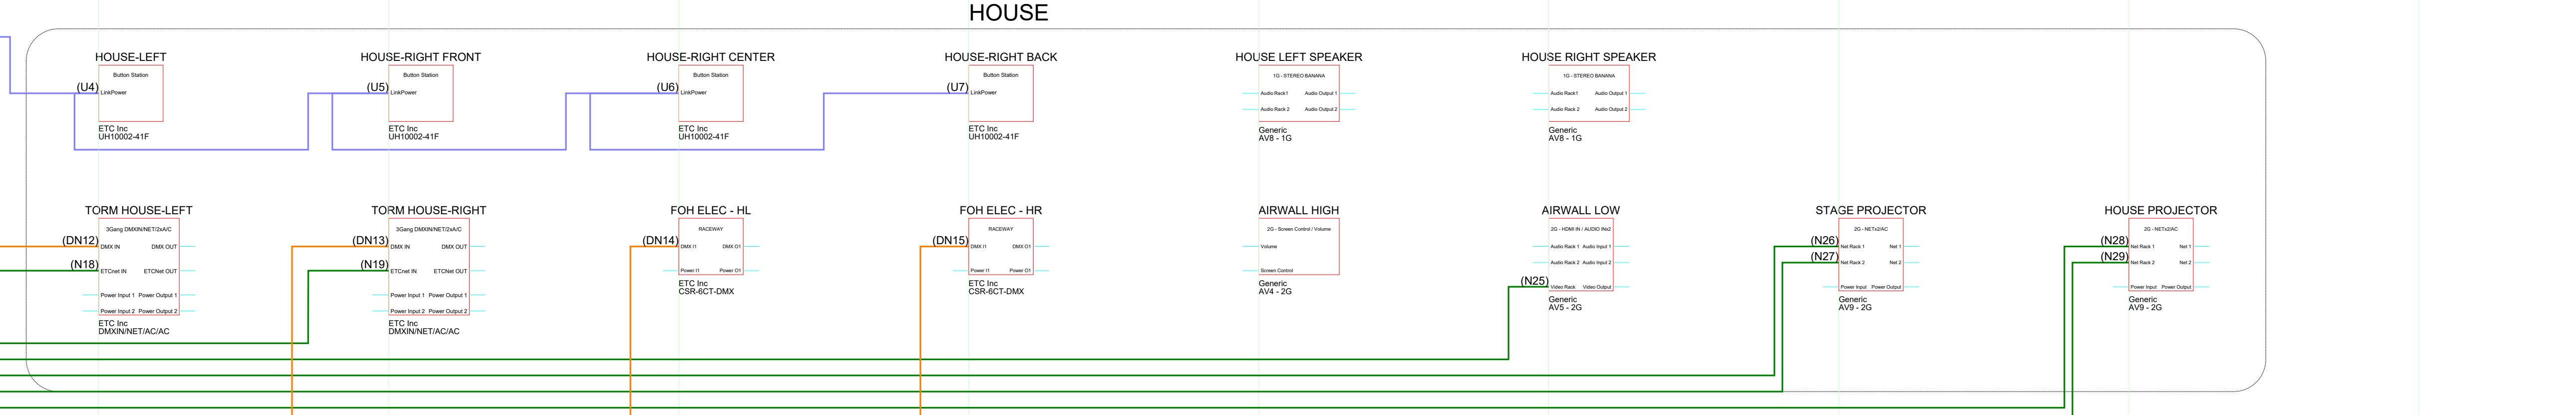 HOUSE
HOUSE-LEFT
Button Station
(U4)
LinkPower
ETC Inc
UH10002-41F
HOUSE-RIGHT FRONT
Button Station
(U5)
LinkPower
ETC Inc
UH10002-41F
HOUSE-RIGHT CENTER
Button Station
(U6)
LinkPower
ETC Inc
UH10002-41F
HOUSE-RIGHT BACK
Button Station
(U7)
LinkPower
ETC Inc
UH10002-41F
HOUSE LEFT SPEAKER
1G - STEREO BANANA
Audio Rack1 Audio Output 1
Audio Rack 2 Audio Output 2
Generic
AV8 - 1G
HOUSE RIGHT SPEAKER
1G - STEREO BANANA
Audio Rack1 Audio Output 1
Audio Rack 2 Audio Output 2
Generic
AV8 - 1G
TORM HOUSE-LEFT
3Gang DMXIN/NET/2xA/C
(DN12) DMX IN DMX OUT
(N18) ETCnet IN ETCNet OUT
Power Input 1 Power Output 1
Power Input 2 Power Output 2
ETC Inc
DMXIN/NET/AC/AC
TORM HOUSE-RIGHT
3Gang DMXIN/NET/2xA/C
(DN13) DMX IN DMX OUT
(N19) ETCnet IN ETCNet OUT
Power Input 1 Power Output 1
Power Input 2 Power Output 2
ETC Inc
DMXIN/NET/AC/AC
FOH ELEC - HL
RACEWAY
(DN14) DMX I1 DMX O1
Power I1 Power O1
ETC Inc
CSR-6CT-DMX
FOH ELEC - HR
RACEWAY
(DN15) DMX I1 DMX O1
Power I1 Power O1
ETC Inc
CSR-6CT-DMX
AIRWALL HIGH
2G - Screen Control / Volume
Volume
Screen Control
Generic
AV4 - 2G
AIRWALL LOW
2G - HDMI IN / AUDIO INx2
Audio Rack 1 Audio Input 1
Audio Rack 2 Audio Input 2
(N25) Video Rack Video Output
Generic
AV5 - 2G
STAGE PROJECTOR
2G - NETx2/AC
(N26) Net Rack 1 Net 1
(N27) Net Rack 2 Net 2
Power Input Power Output
Generic
AV9 - 2G
HOUSE PROJECTOR
2G - NETx2/AC
(N28) Net Rack 1 Net 1
(N29) Net Rack 2 Net 2
Power Input Power Output
Generic
AV9 - 2G